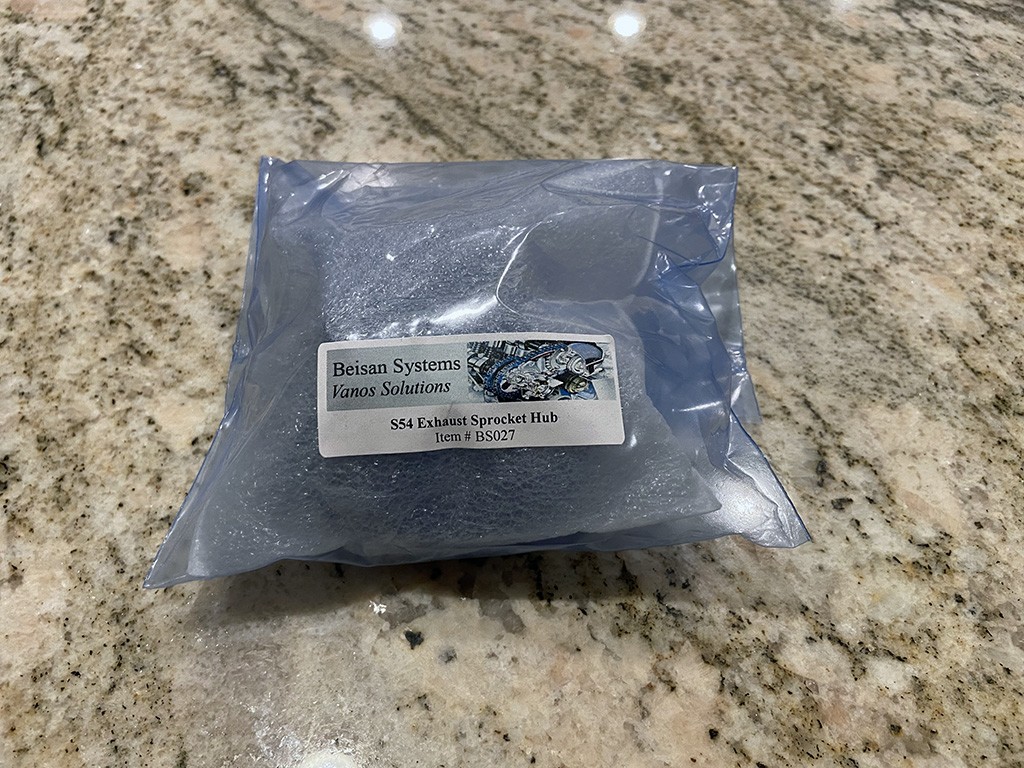 Beisan Systems
Vanos Solutions
S54 Exhaust Sprocket Hub
Item # BS027